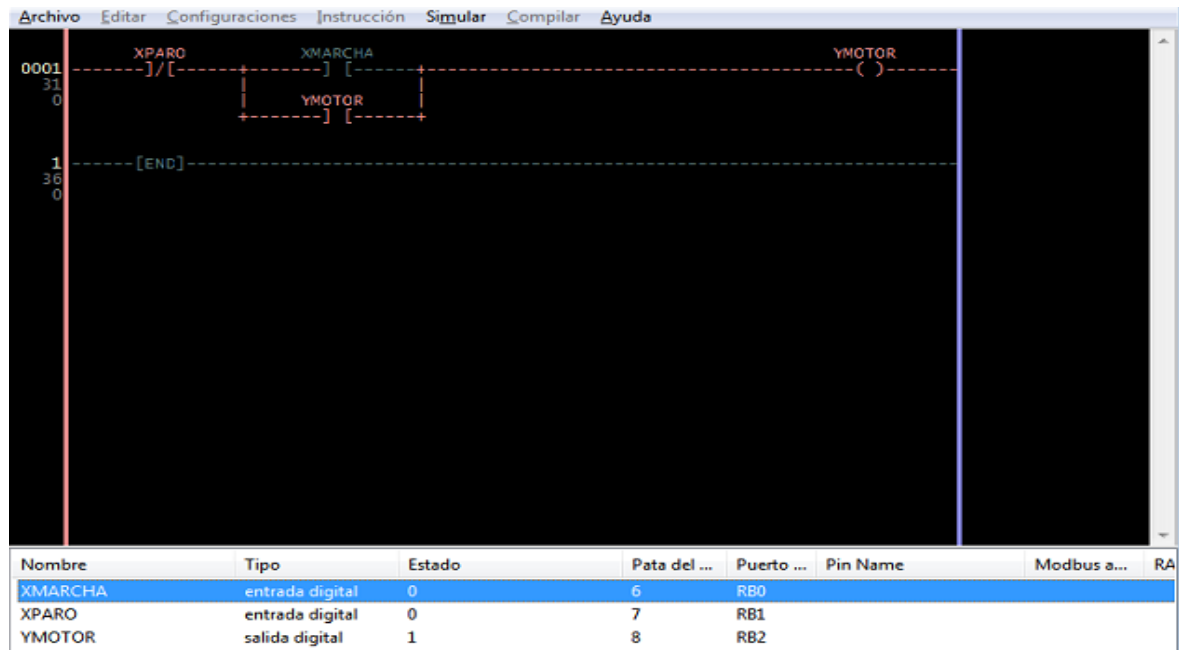 Archivo Editar Configuraciones Instrucción Simular Compilar Ayuda
XPARO XMARCHA YMOTOR
0001 -------]/[------+-------] [------+----------------------------------------( )-------
31
0 YMOTOR
+-------] [------+
1 ------[END]------------------------------------------------------------------
36
0
Nombre Tipo Estado Pata del ... Puerto ... Pin Name Modbus a... RA
XMARCHA entrada digital 0 6 RB0
XPARO entrada digital 0 7 RB1
YMOTOR salida digital 1 8 RB2